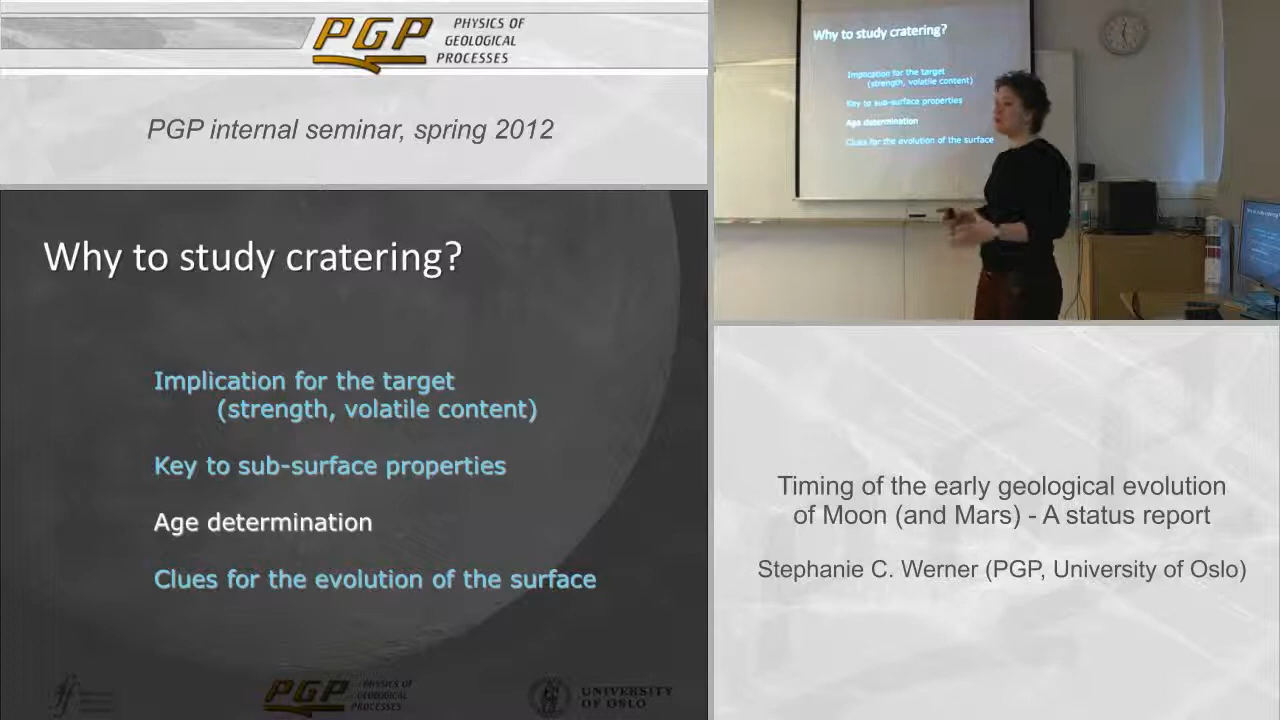 PGP PHYSICS OF
GEOLOGICAL
PROCESSES
PGP internal seminar, spring 2012
Why to study cratering?
Implication for the target
(strength, volatile content)
Key to sub-surface properties
Age determination
Clues for the evolution of the surface
PGP PHYSICS OF
GEOLOGICAL
PROCESSES
UNIVERSITY
OF OSLO
Why to study cratering?
Implication for the target
(strength, volatile content)
Key to sub-surface properties
Age determination
Clues for the evolution of the surface
Timing of the early geological evolution
of Moon (and Mars) - A status report
Stephanie C. Werner (PGP, University of Oslo)